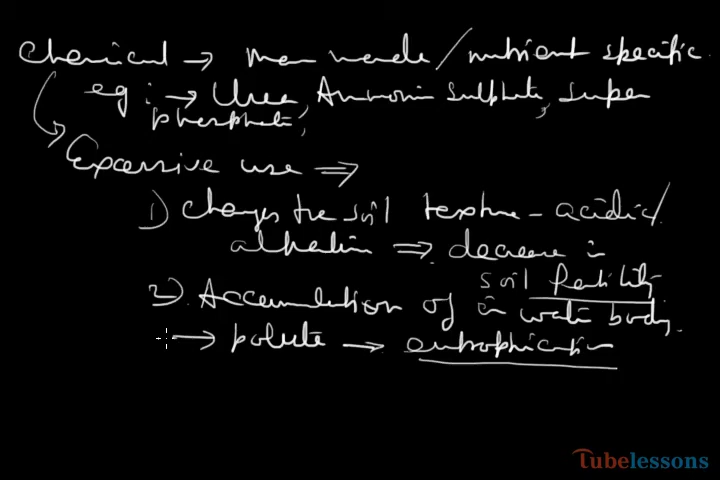 Chemical → man made / nutrient specific
eg : → Urea, Ammonium Sulphate, super
phosphate,
Excessive use ⇒
1) changes the soil texture - acidic/
alkaline ⇒ decrease in
soil fertility
2) Accumulation of in water body.
→ polute → eutrophication
Tubelessons